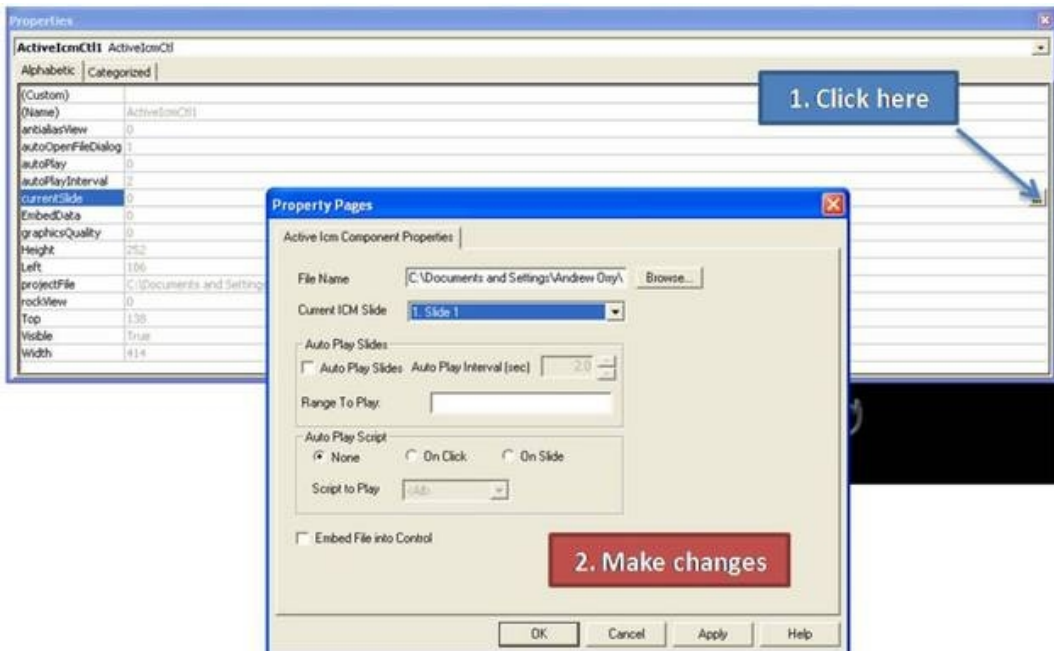 Properties
ActiveIcmCtl1 ActiveIcmCtl
Alphabetic Categorized
(Custom)
(Name) ActiveIcmCtl1
antialiasView 0
autoOpenFileDialog 1
autoPlay 0
autoPlayInterval 2
currentSlide 0
EmbedData 0
graphicsQuality 0
Height 252
Left 106
projectFile C:\Documents and Settings
rockView 0
Top 138
Visible True
Width 414
1. Click here
...
Property Pages
Active Icm Component Properties
File Name C:\Documents and Settings\Andrew Oxy\ Browse...
Current ICM Slide 1. Slide 1
Auto Play Slides
Auto Play Slides Auto Play Interval (sec) 2.0
Range To Play:
Auto Play Script
None On Click On Slide
Script to Play <All>
Embed File into Control
2. Make changes
OK Cancel Apply Help